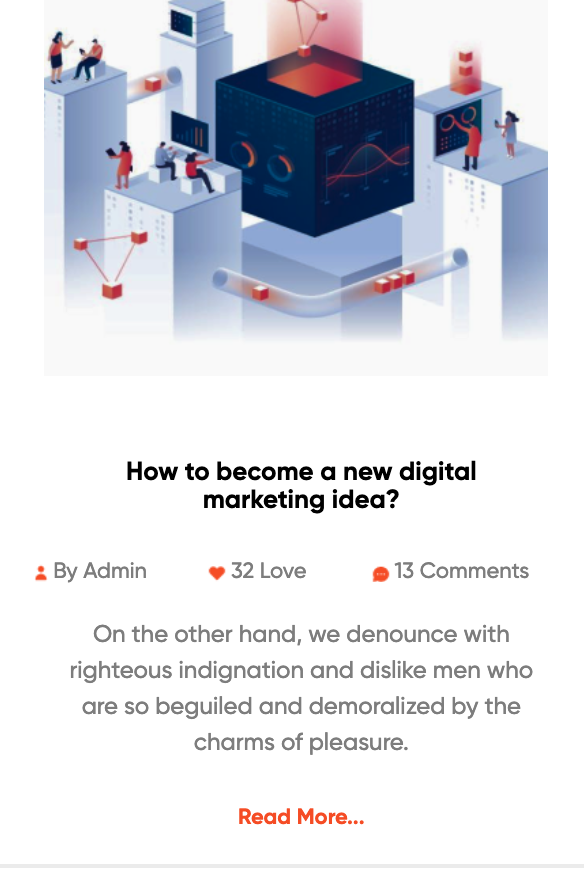 How to become a new digital
marketing idea?
By Admin
32 Love
13 Comments
On the other hand, we denounce with
righteous indignation and dislike men who
are so beguiled and demoralized by the
charms of pleasure.
Read More...